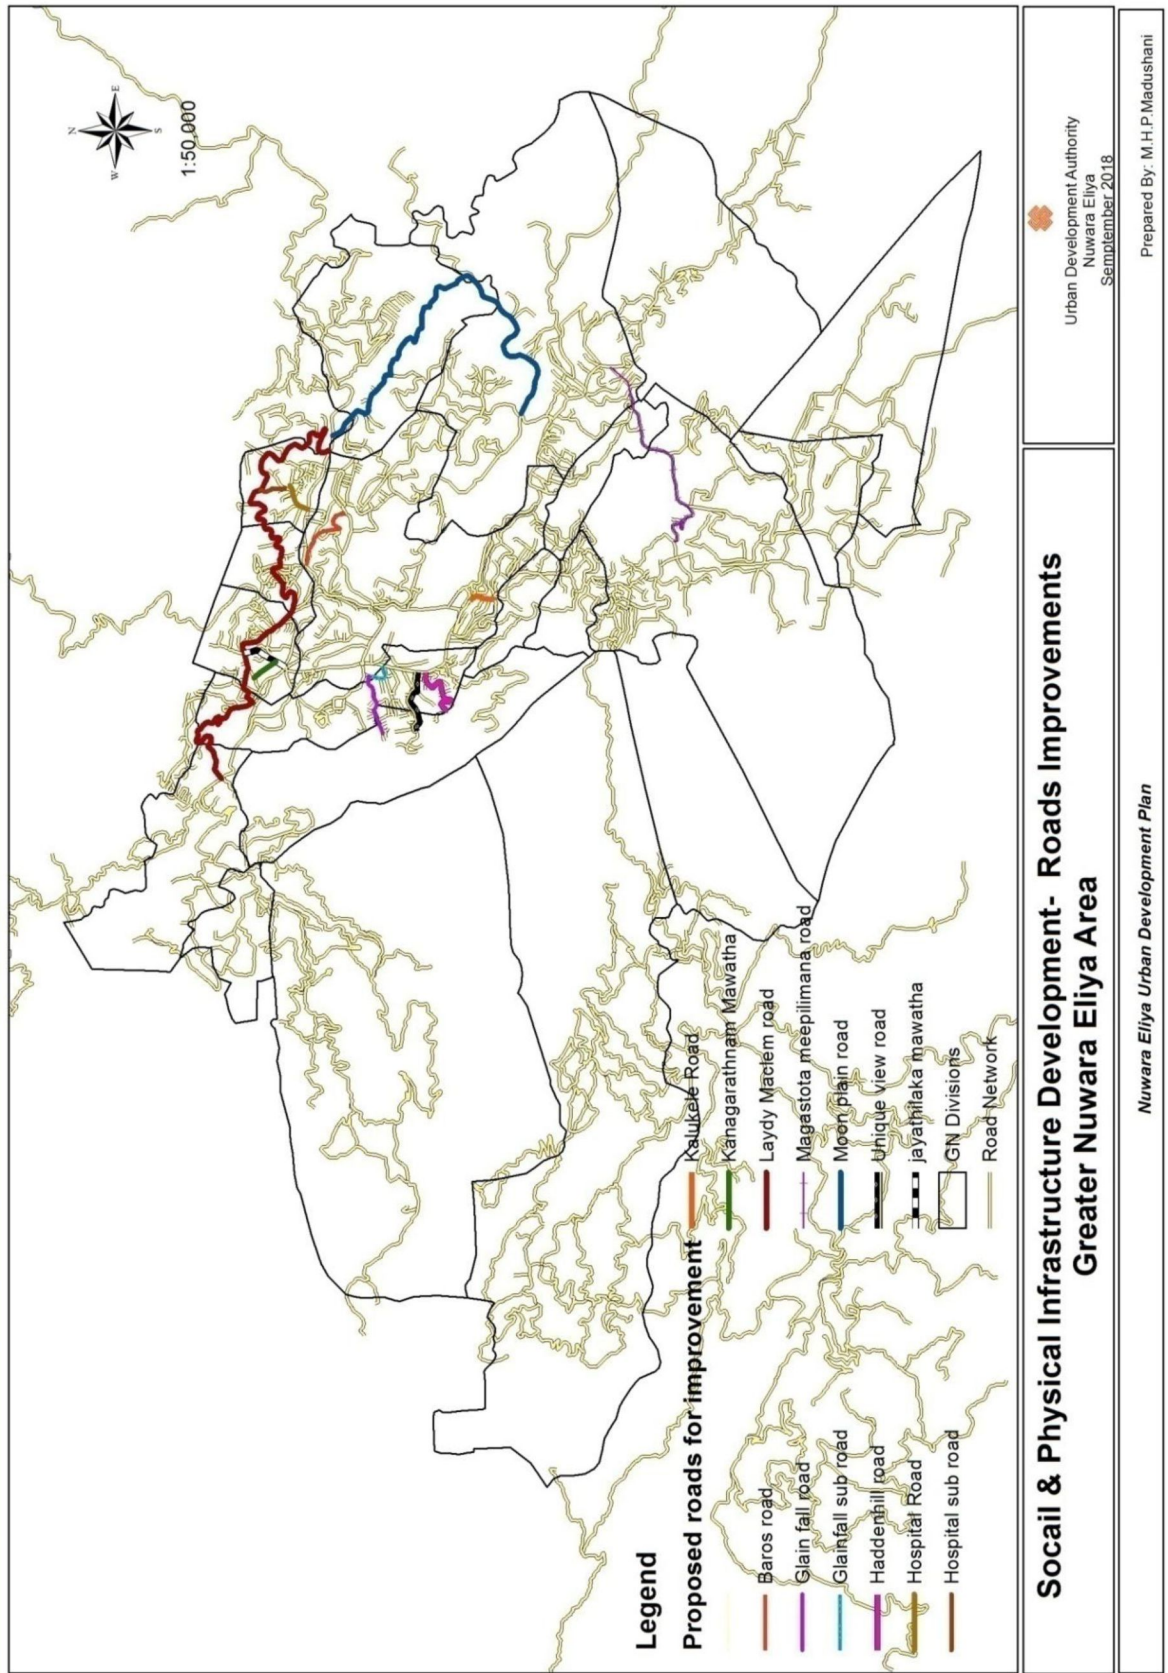 N
E
S
W
1:50,000
Legend
Proposed roads for improvement
Baros road
Glain fall road
Glainfall sub road
Haddenhill road
Hospital Road
Hospital sub road
Kalukele Road
Kanagarathnam Mawatha
Laydy Maclem road
Magastota meepilimana road
Moon plain road
Unique view road
jayathilaka mawatha
GN Divisions
Road Network
Socail & Physical Infrastructure Development- Roads Improvements
Greater Nuwara Eliya Area
Urban Development Authority
Nuwara Eliya
Semptember 2018
Nuwara Eliya Urban Development Plan
Prepared By: M.H.P.Madushani